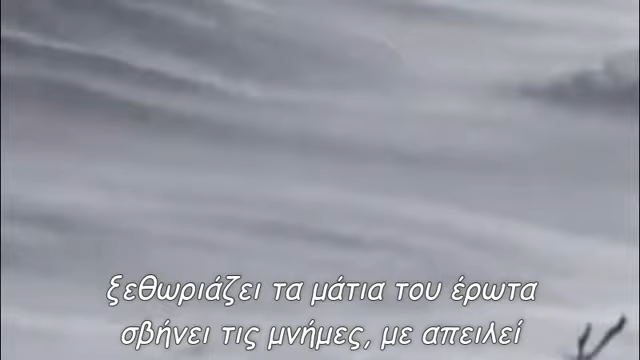 ξεθωριάζει τα μάτια του έρωτα
σβήνει τις μνήμες, με απειλεί